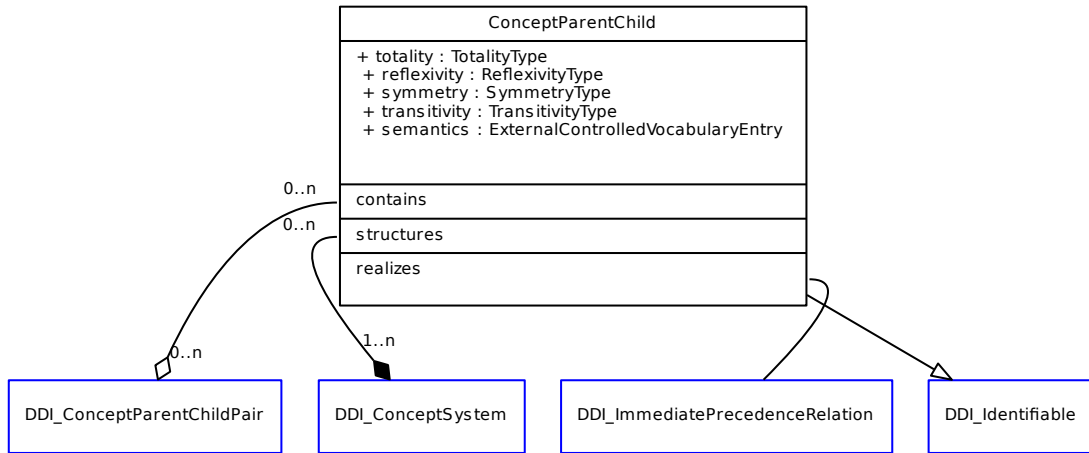 ConceptParentChild
+ totality : TotalityType
+ reflexivity : ReflexivityType
+ symmetry : SymmetryType
+ transitivity : TransitivityType
+ semantics : ExternalControlledVocabularyEntry
0..n
contains
0..n
structures
realizes
0..n
1..n
DDI_ConceptParentChildPair
DDI_ConceptSystem
DDI_ImmediatePrecedenceRelation
DDI_Identifiable